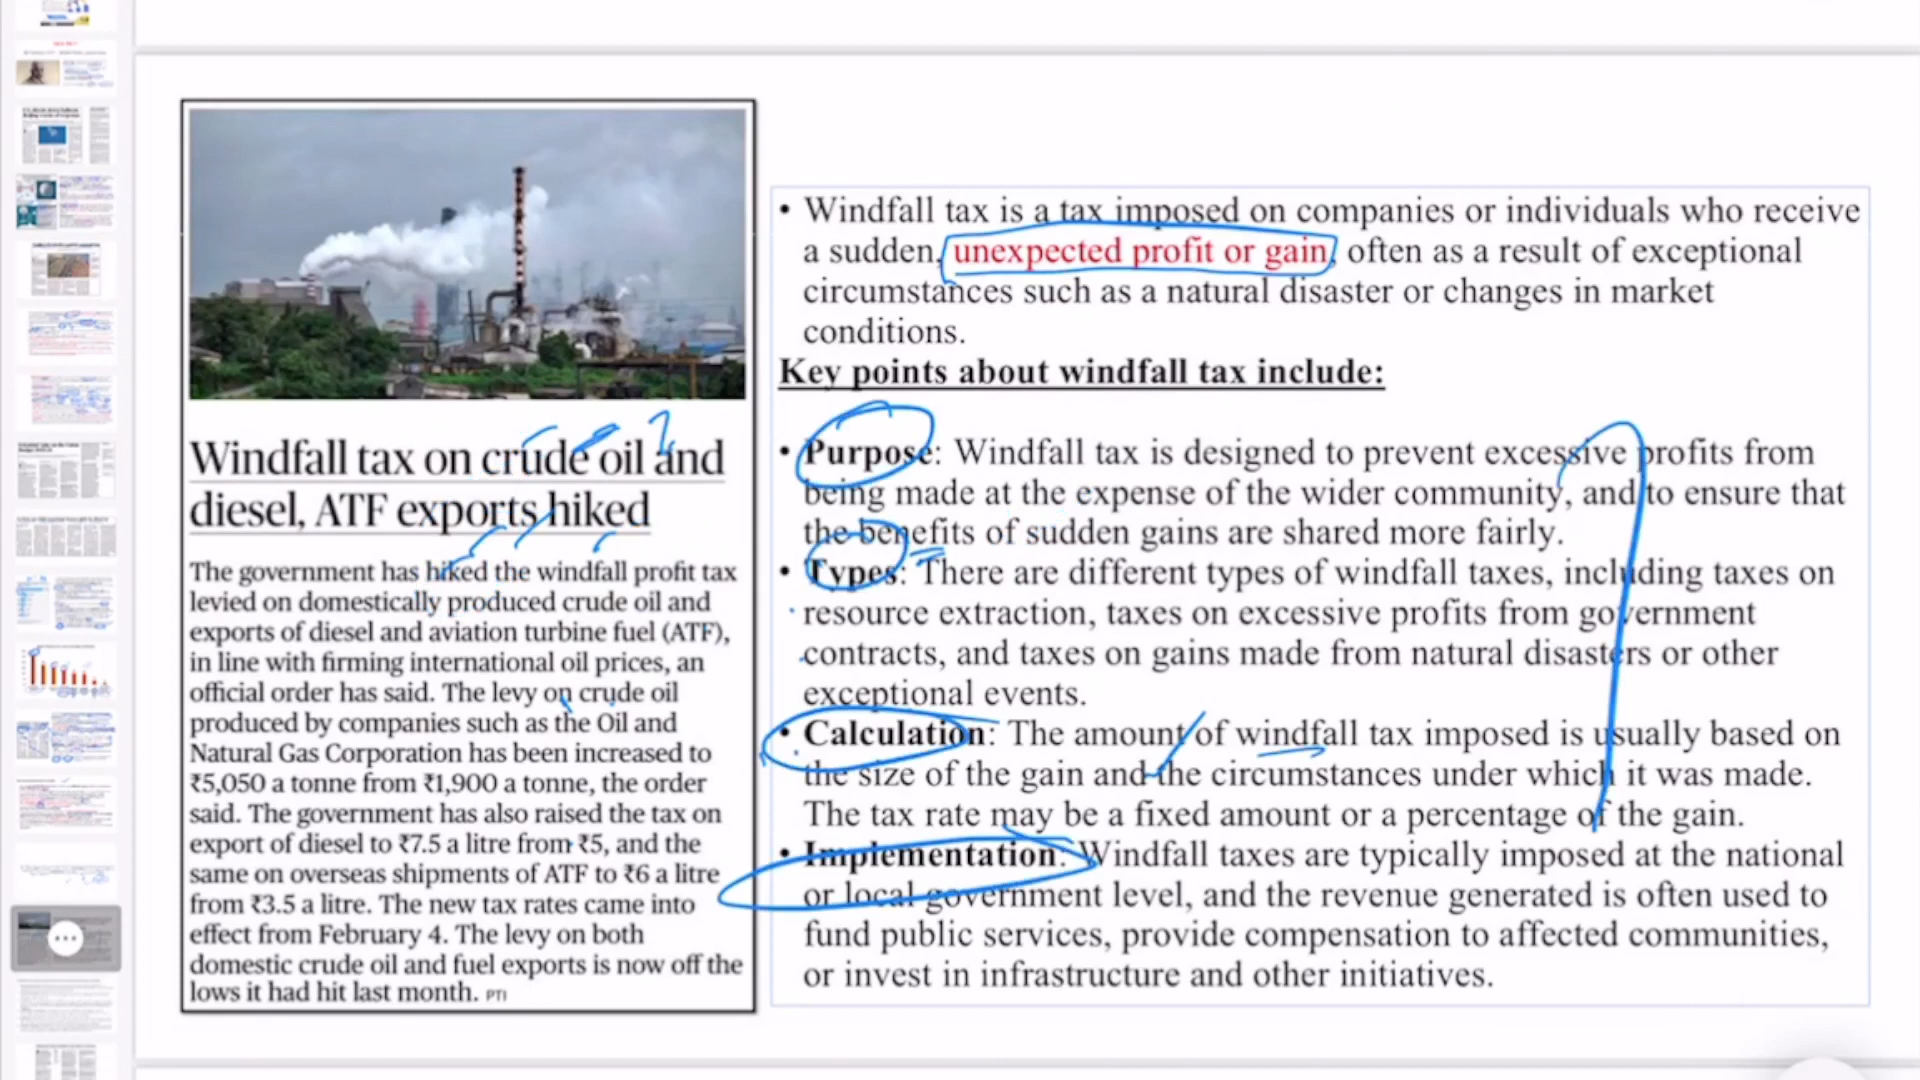 Windfall tax on crude oil and
diesel, ATF exports hiked
The government has hiked the windfall profit tax
levied on domestically produced crude oil and
exports of diesel and aviation turbine fuel (ATF),
in line with firming international oil prices, an
official order has said. The levy on crude oil
produced by companies such as the Oil and
Natural Gas Corporation has been increased to
₹5,050 a tonne from ₹1,900 a tonne, the order
said. The government has also raised the tax on
export of diesel to ₹7.5 a litre from ₹5, and the
same on overseas shipments of ATF to ₹6 a litre
from ₹3.5 a litre. The new tax rates came into
effect from February 4. The levy on both
domestic crude oil and fuel exports is now off the
lows it had hit last month. PTI
• Windfall tax is a tax imposed on companies or individuals who receive
a sudden, unexpected profit or gain, often as a result of exceptional
circumstances such as a natural disaster or changes in market
conditions.
Key points about windfall tax include:
• Purpose: Windfall tax is designed to prevent excessive profits from
being made at the expense of the wider community, and to ensure that
the benefits of sudden gains are shared more fairly.
• Types: There are different types of windfall taxes, including taxes on
resource extraction, taxes on excessive profits from government
contracts, and taxes on gains made from natural disasters or other
exceptional events.
• Calculation: The amount of windfall tax imposed is usually based on
the size of the gain and the circumstances under which it was made.
The tax rate may be a fixed amount or a percentage of the gain.
• Implementation: Windfall taxes are typically imposed at the national
or local government level, and the revenue generated is often used to
fund public services, provide compensation to affected communities,
or invest in infrastructure and other initiatives.